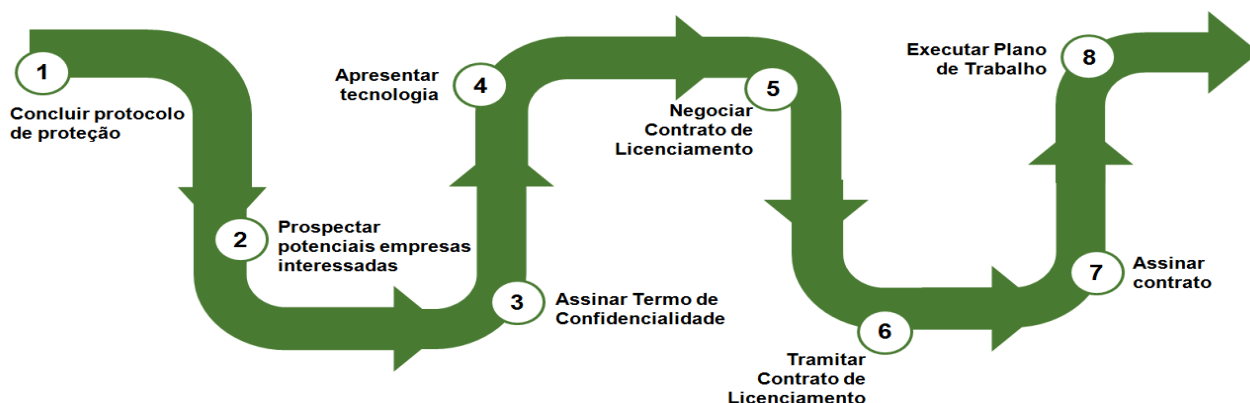 1
Concluir protocolo
de proteção
2
Prospectar
potenciais empresas
interessadas
3
Assinar Termo de
Confidencialidade
4
Apresentar
tecnologia
5
Negociar
Contrato de
Licenciamento
6
Tramitar
Contrato de
Licenciamento
7
Assinar
contrato
8
Executar Plano
de Trabalho